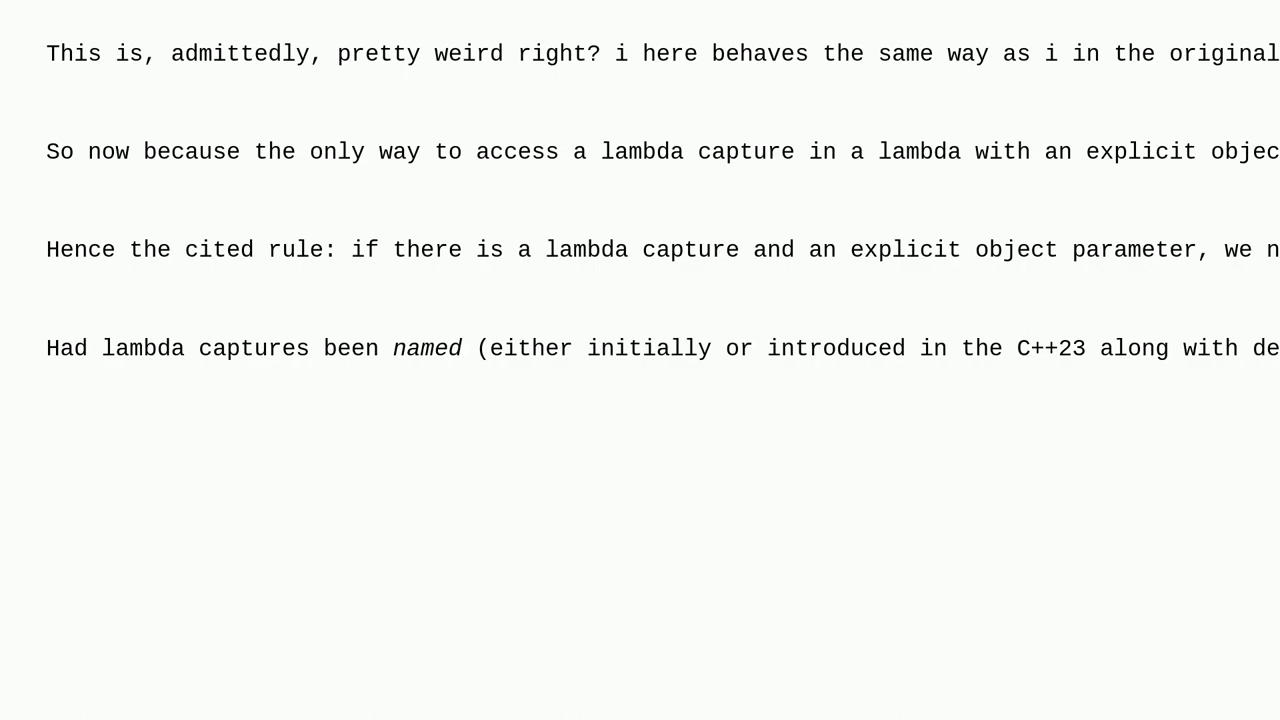 This is, admittedly, pretty weird right? i here behaves the same way as i in the original
So now because the only way to access a lambda capture in a lambda with an explicit objec
Hence the cited rule: if there is a lambda capture and an explicit object parameter, we n
Had lambda captures been named (either initially or introduced in the C++23 along with de